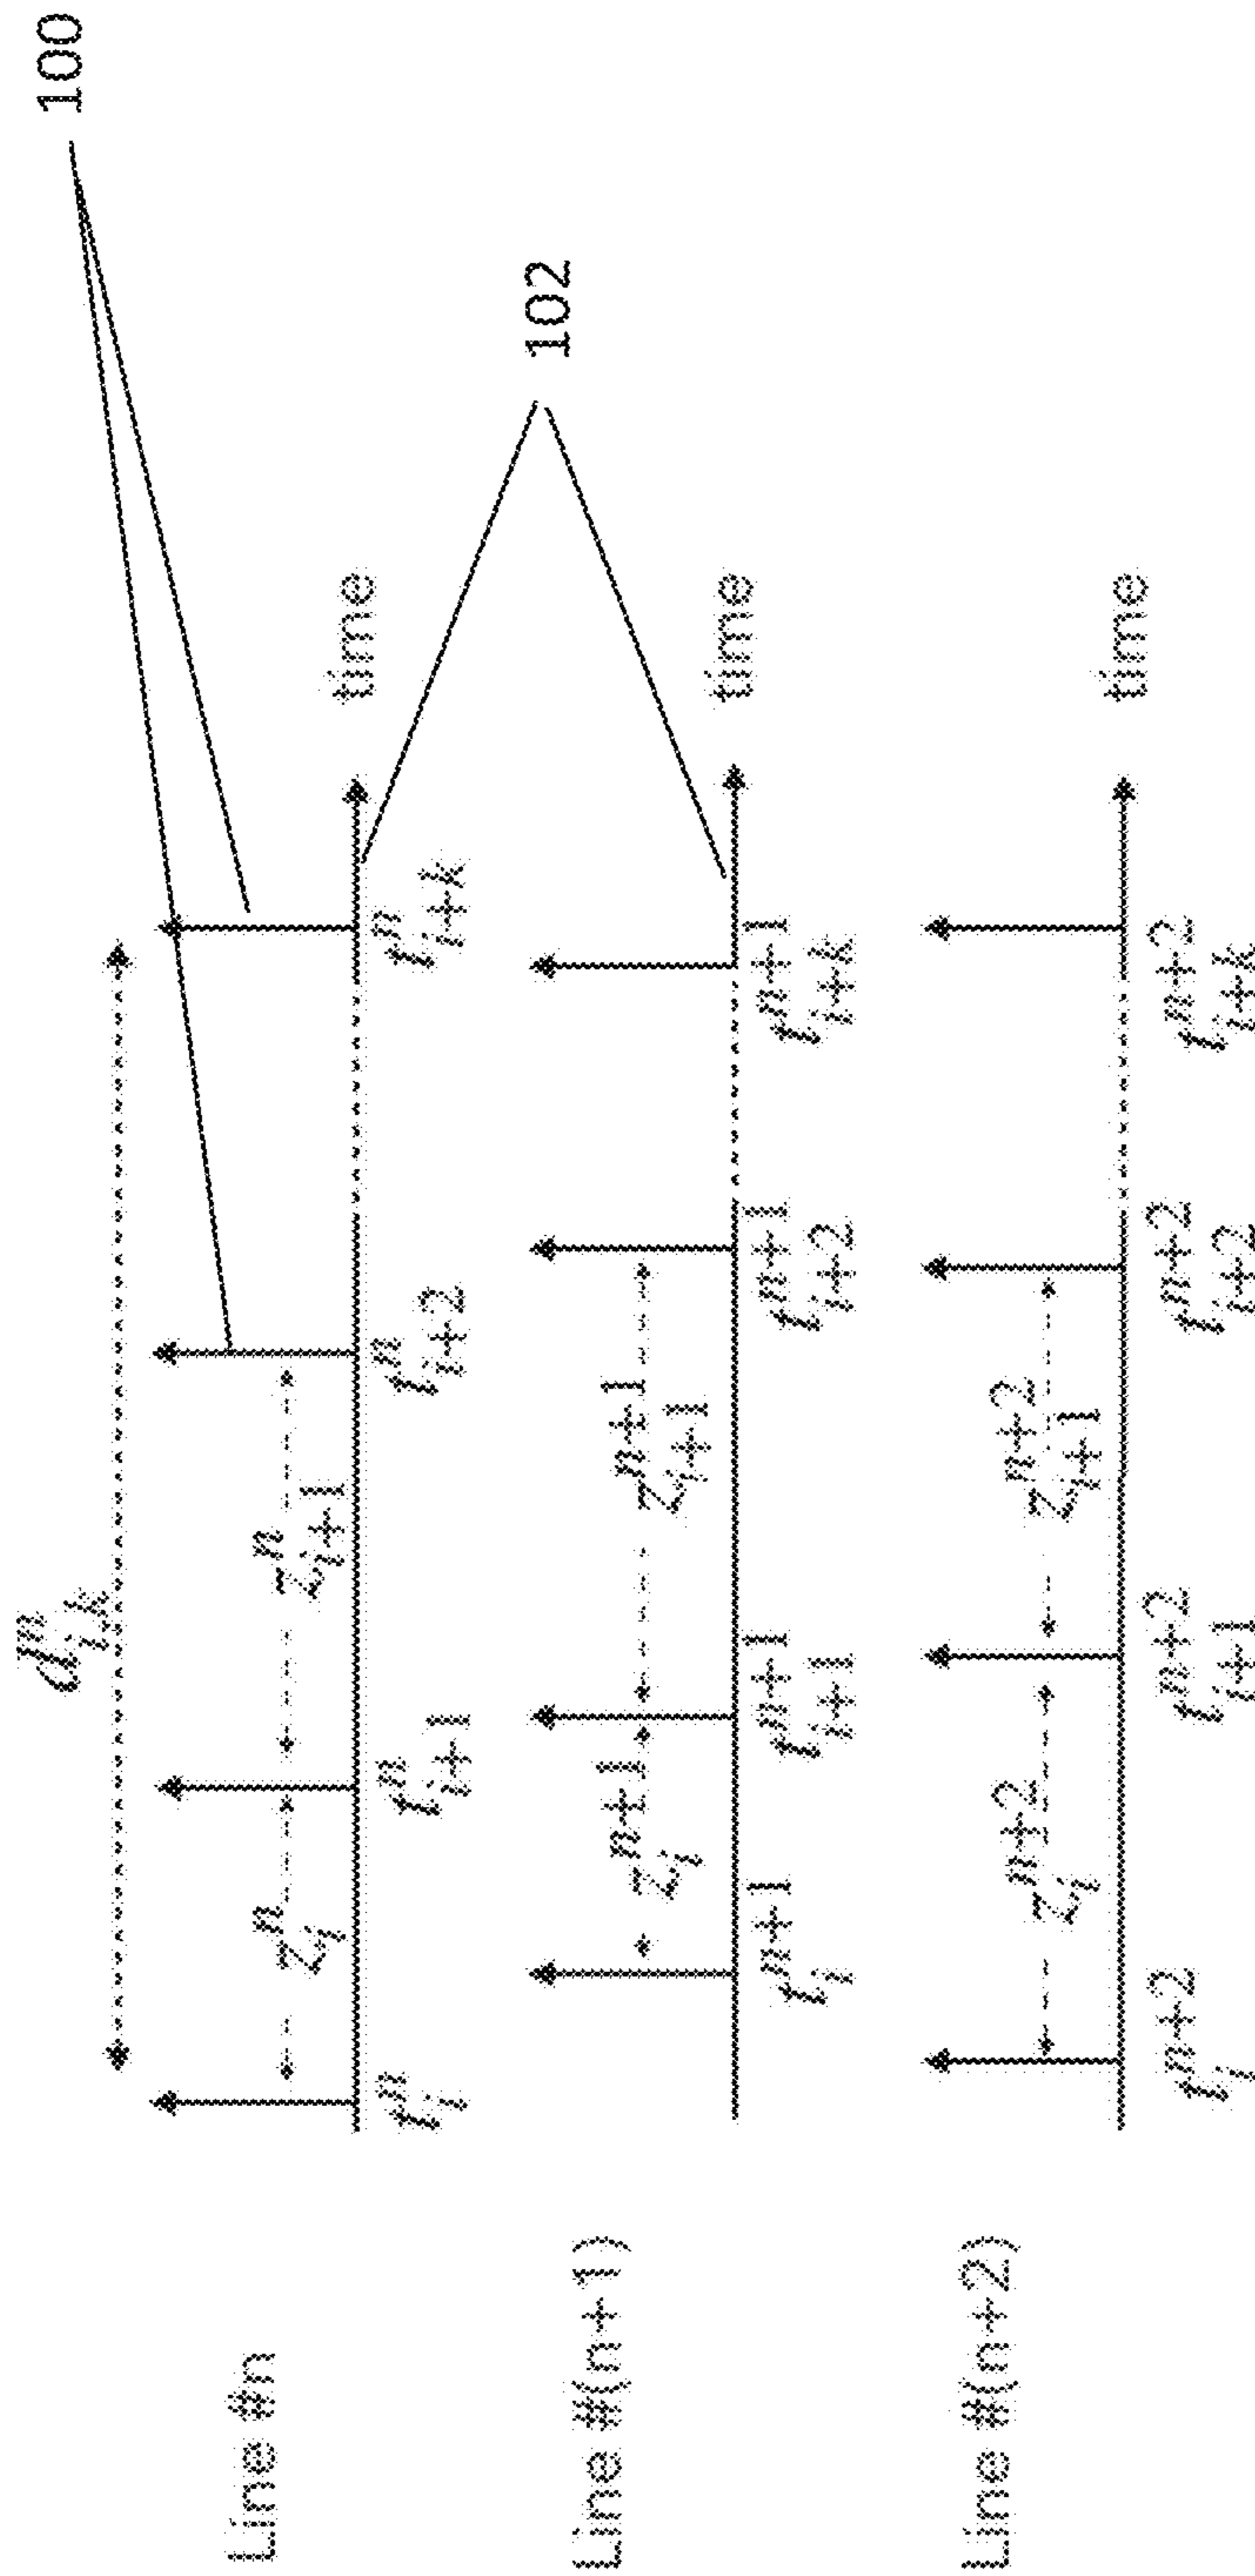 100
d^m_{i,k}
Line #n
z^n_i z^n_{i+1}
time
t^n_i t^n_{i+1} t^n_{i+2} t^n_{i+k}
102
Line #(n+1)
z^{n+1}_i z^{n+1}_{i+1}
time
t^{n+1}_i t^{n+1}_{i+1} t^{n+1}_{i+2} t^{n+1}_{i+k}
Line #(n+2)
z^{n+2}_i z^{n+2}_{i+1}
time
t^{n+2}_i t^{n+2}_{i+1} t^{n+2}_{i+2} t^{n+2}_{i+k}